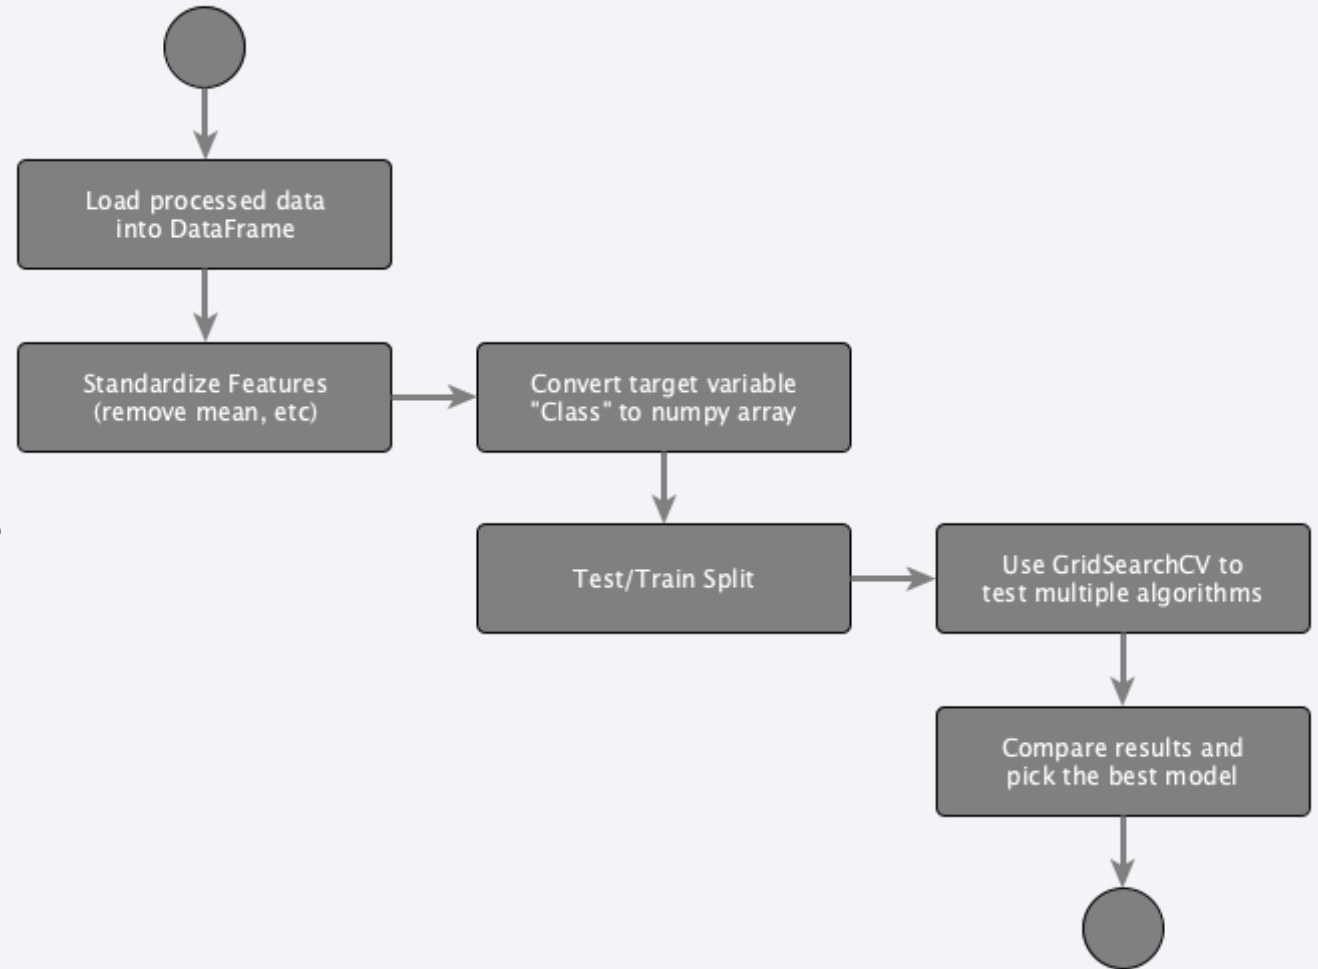 Load processed data
into DataFrame
Standardize Features
(remove mean, etc)
Convert target variable
"Class" to numpy array
Test/Train Split
Use GridSearchCV to
test multiple algorithms
Compare results and
pick the best model